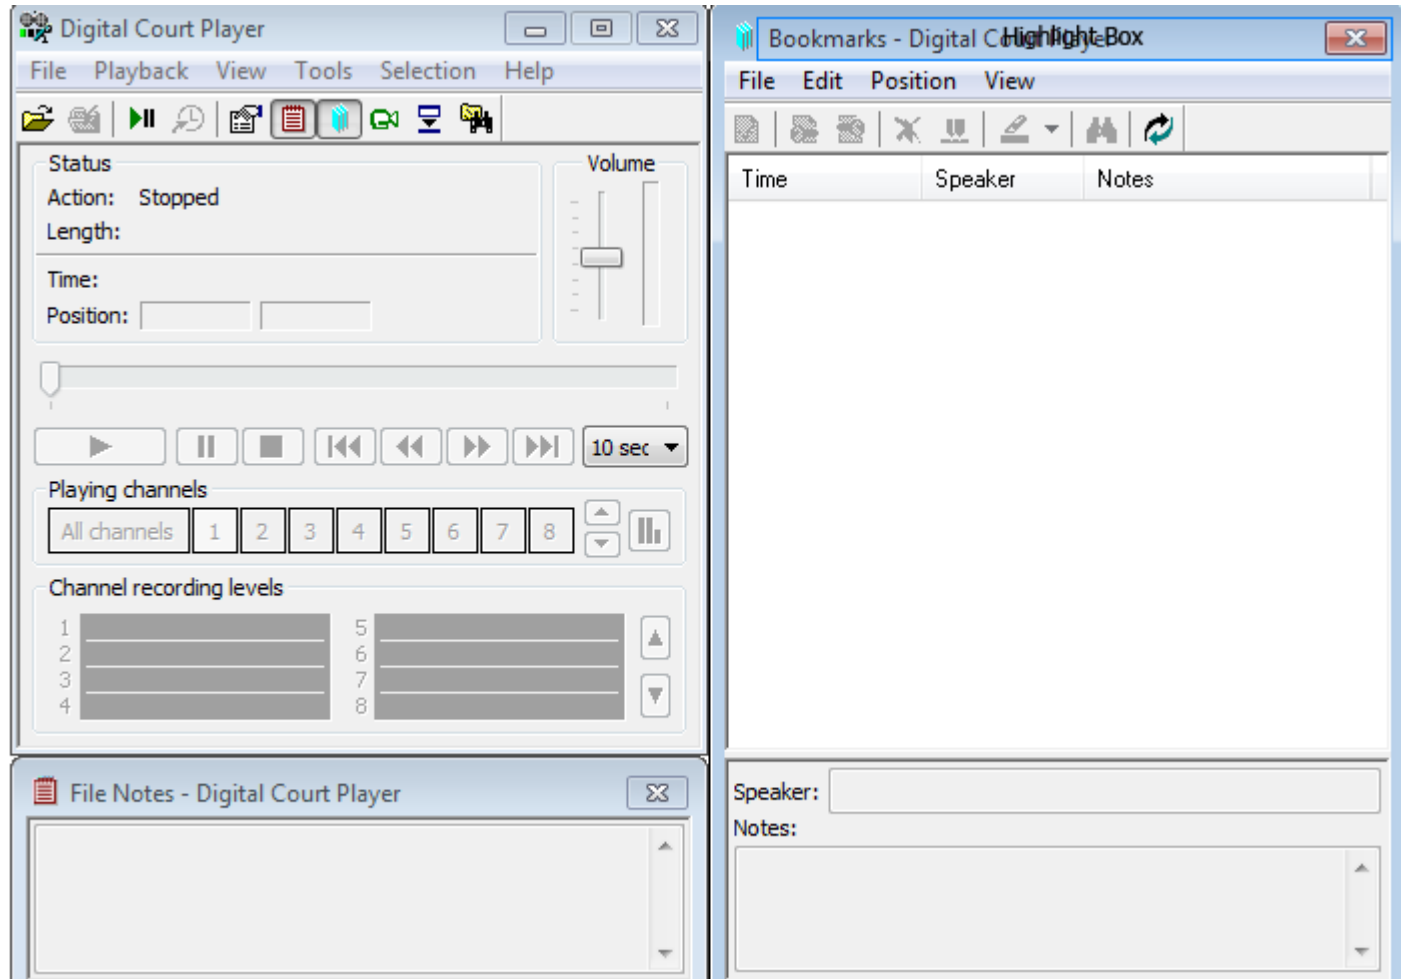 Digital Court Player
File Playback View Tools Selection Help
Status
Action: Stopped
Length:
Time:
Position:
Volume
10 sec
Playing channels
All channels 1 2 3 4 5 6 7 8
Channel recording levels
1 5
2 6
3 7
4 8
File Notes - Digital Court Player
Bookmarks - Digital Court Player
Highlight Box
File Edit Position View
Time Speaker Notes
Speaker:
Notes: